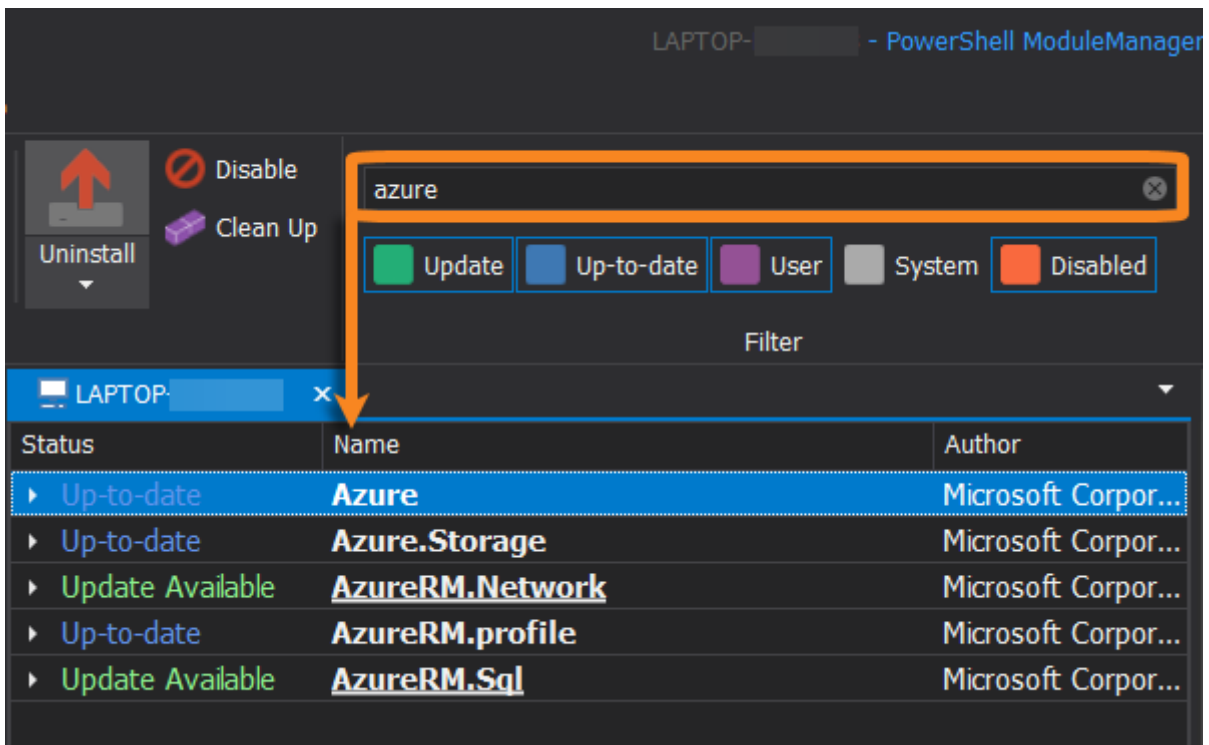 LAPTOP- - PowerShell ModuleManager
Disable
azure
Clean Up
Uninstall
Update Up-to-date User System Disabled
Filter
LAPTOP-
Status Name Author
Up-to-date Azure Microsoft Corpor...
Up-to-date Azure.Storage Microsoft Corpor...
Update Available AzureRM.Network Microsoft Corpor...
Up-to-date AzureRM.profile Microsoft Corpor...
Update Available AzureRM.Sql Microsoft Corpor...